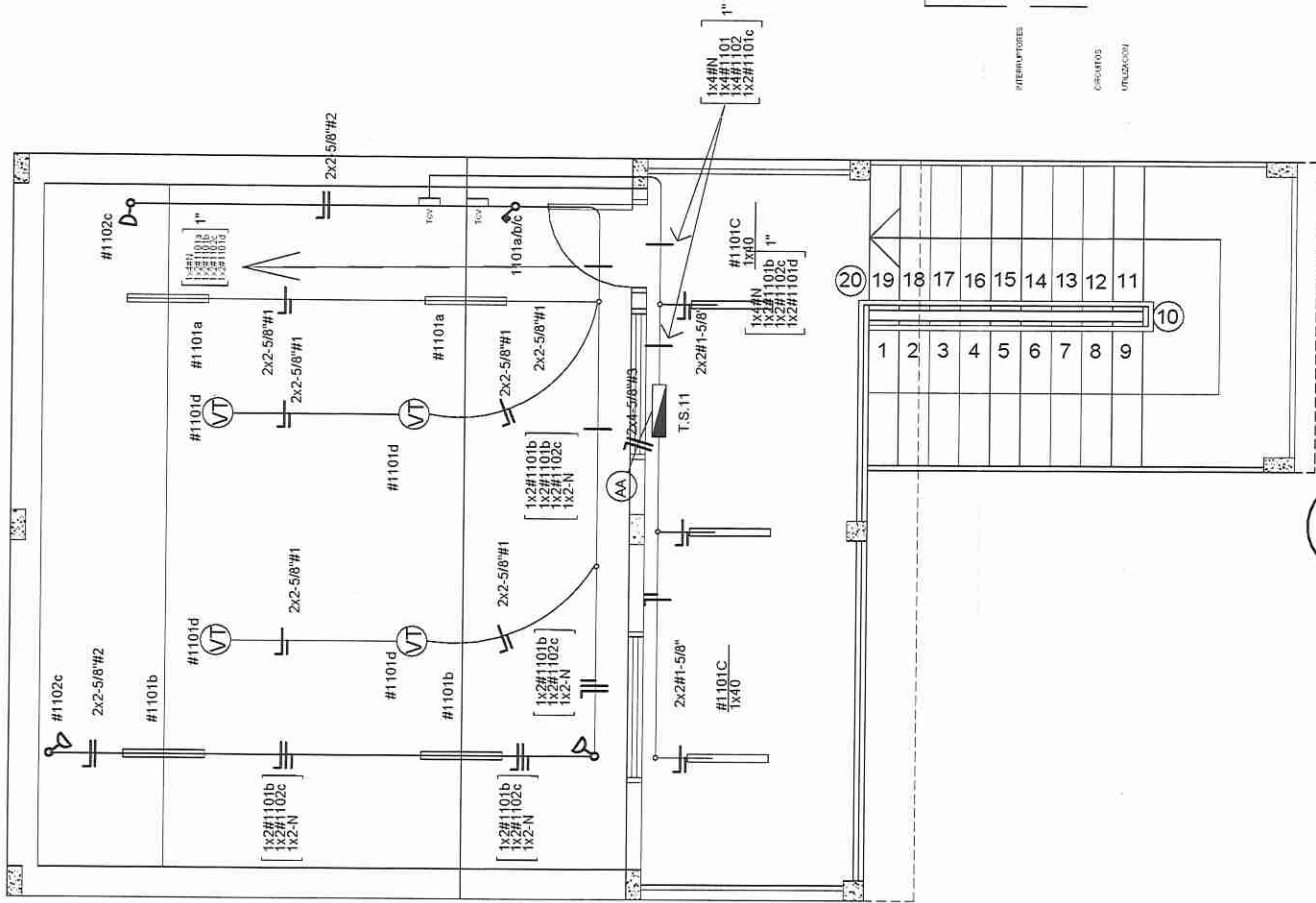 1"
1x4#N
1x4#1101
1x4#1102
1x2#1101c
INTERRUPTORES
CIRCUITOS
UTILIZACION
2x2-5/8"#2
#1102c
1"
1x4#N
1x2#1101a
1x2#1101b
1x2#1102c
1x2#1101d
TCV
TCV
1101a/b/c
#1101a
2x2-5/8"#1
#1101a
2x2-5/8"#1
2x2-5/8"#1
2x2-5/8"#1
#1101d
VT
VT
#1101d
1x2#1101b
1x2#1101b
1x2#1102c
1x2-N
AA
2x4-5/8"#3
T.S.11
2x2#1-5/8"
#1101C
1x40
1"
1x4#N
1x2#1101b
1x2#1102c
1x2#1101d
20
19
18
17
16
15
14
13
12
11
10
1
2
3
4
5
6
7
8
9
#1101d
VT
2x2-5/8"#1
VT
#1101d
2x2-5/8"#1
1x2#1101b
1x2#1102c
1x2-N
#1102c
2x2-5/8"#2
#1101b
#1101b
1x2#1101b
1x2#1102c
1x2-N
1x2#1101b
1x2#1102c
1x2-N
2x2#1-5/8"
#1101C
1x40